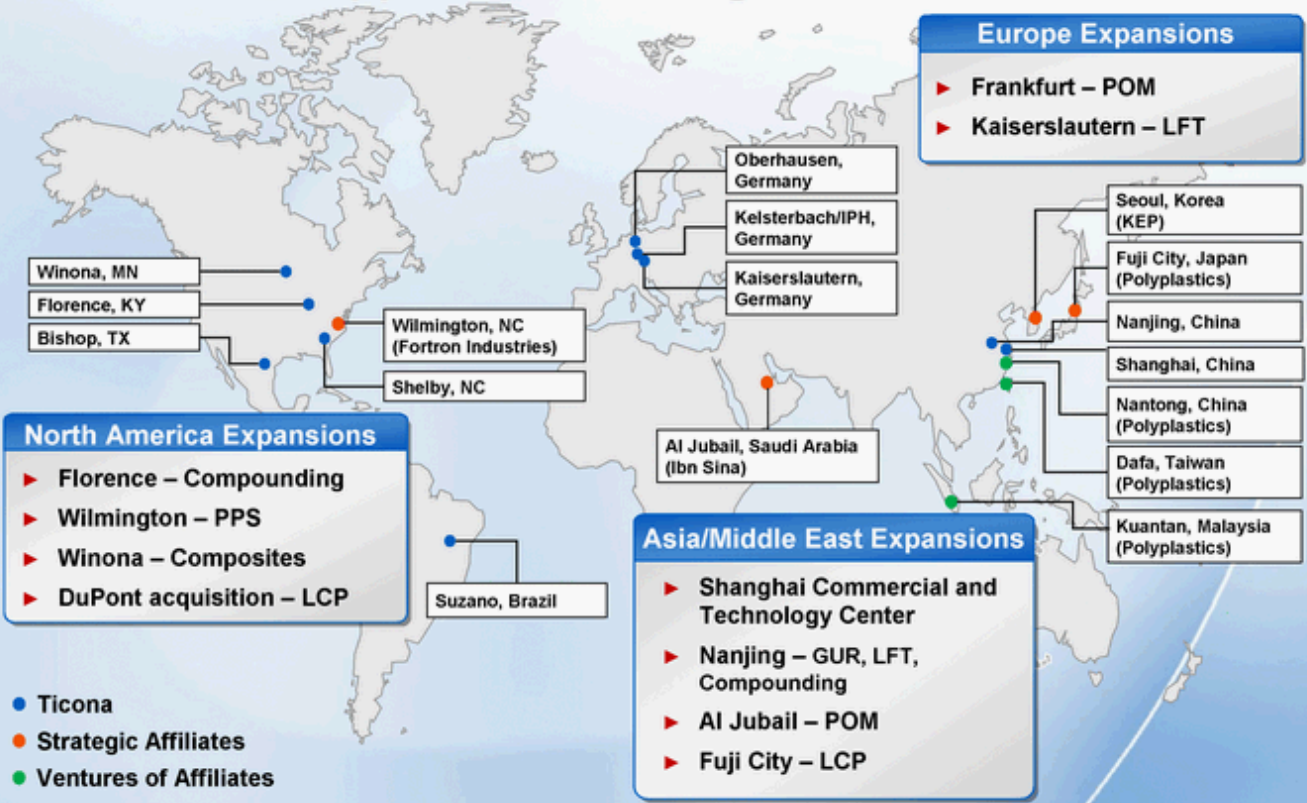 Europe Expansions
► Frankfurt – POM
► Kaiserslautern – LFT
Oberhausen,
Germany
Kelsterbach/IPH,
Germany
Kaiserslautern,
Germany
Seoul, Korea
(KEP)
Fuji City, Japan
(Polyplastics)
Nanjing, China
Shanghai, China
Nantong, China
(Polyplastics)
Dafa, Taiwan
(Polyplastics)
Kuantan, Malaysia
(Polyplastics)
Winona, MN
Florence, KY
Bishop, TX
Wilmington, NC
(Fortron Industries)
Shelby, NC
Al Jubail, Saudi Arabia
(Ibn Sina)
North America Expansions
► Florence – Compounding
► Wilmington – PPS
► Winona – Composites
► DuPont acquisition – LCP
Suzano, Brazil
Asia/Middle East Expansions
► Shanghai Commercial and
Technology Center
► Nanjing – GUR, LFT,
Compounding
► Al Jubail – POM
► Fuji City – LCP
Ticona
Strategic Affiliates
Ventures of Affiliates